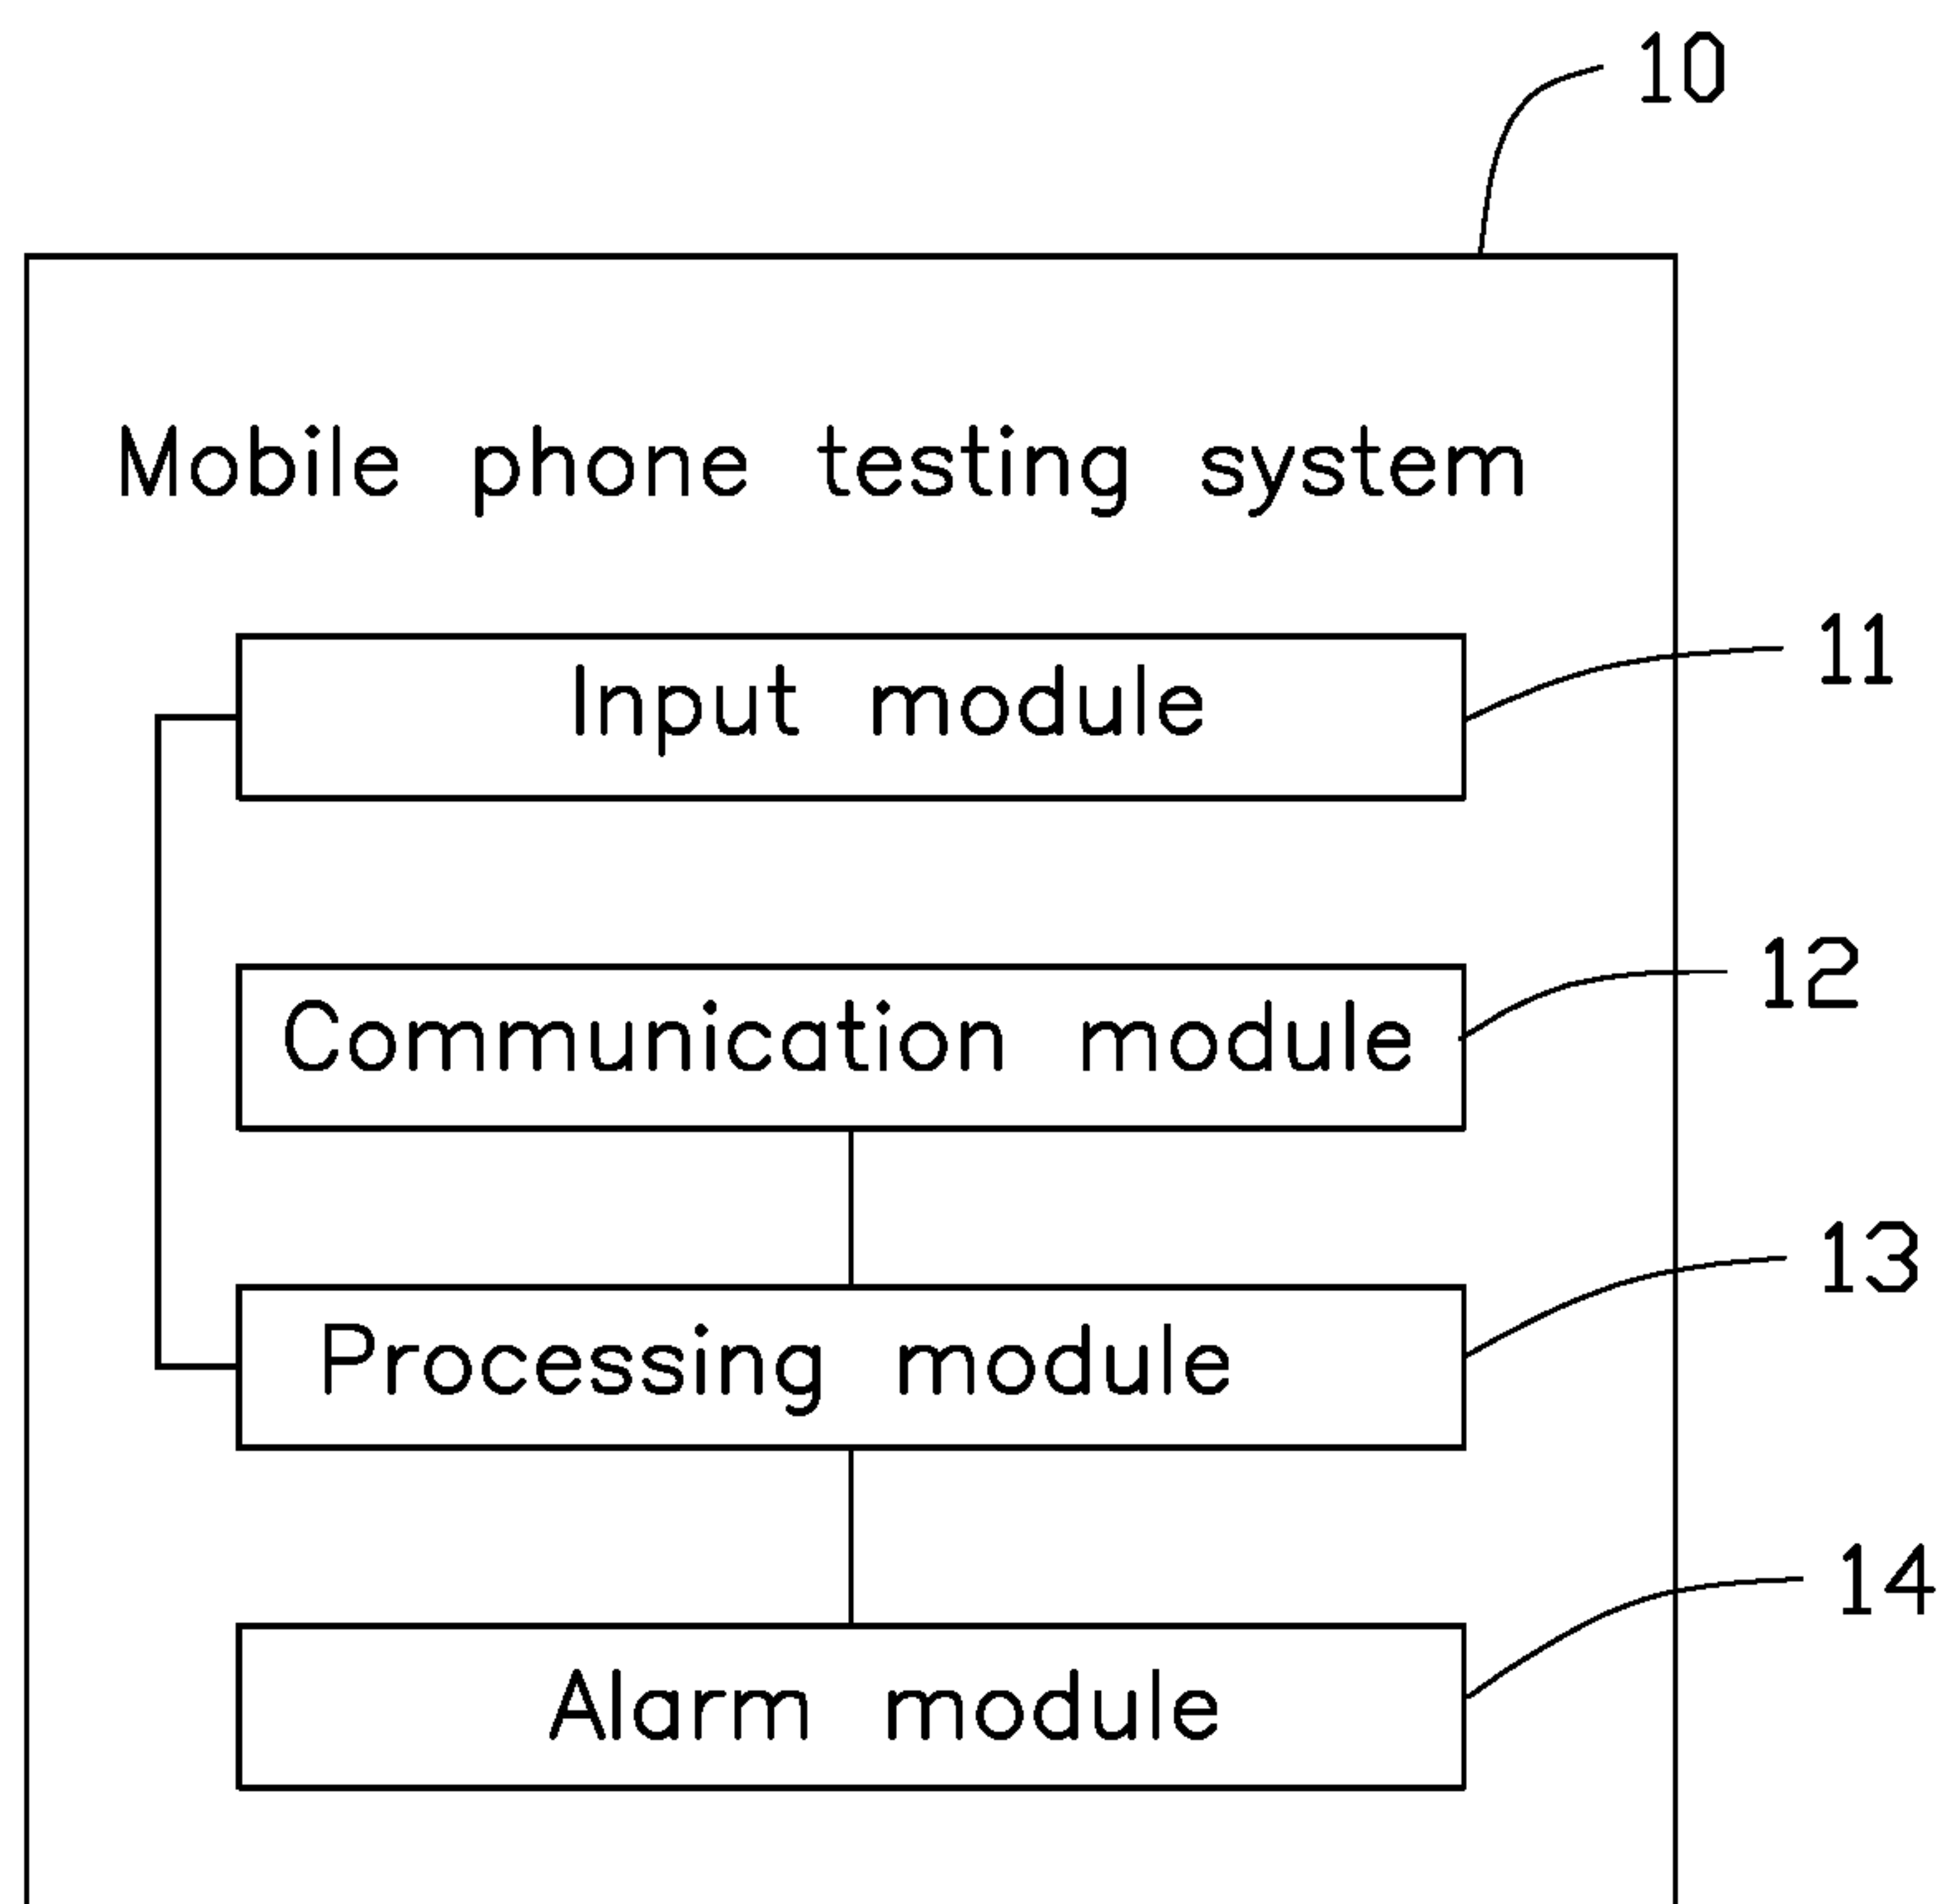 10
Mobile phone testing system
Input module
11
Communication module
12
Processing module
13
Alarm module
14